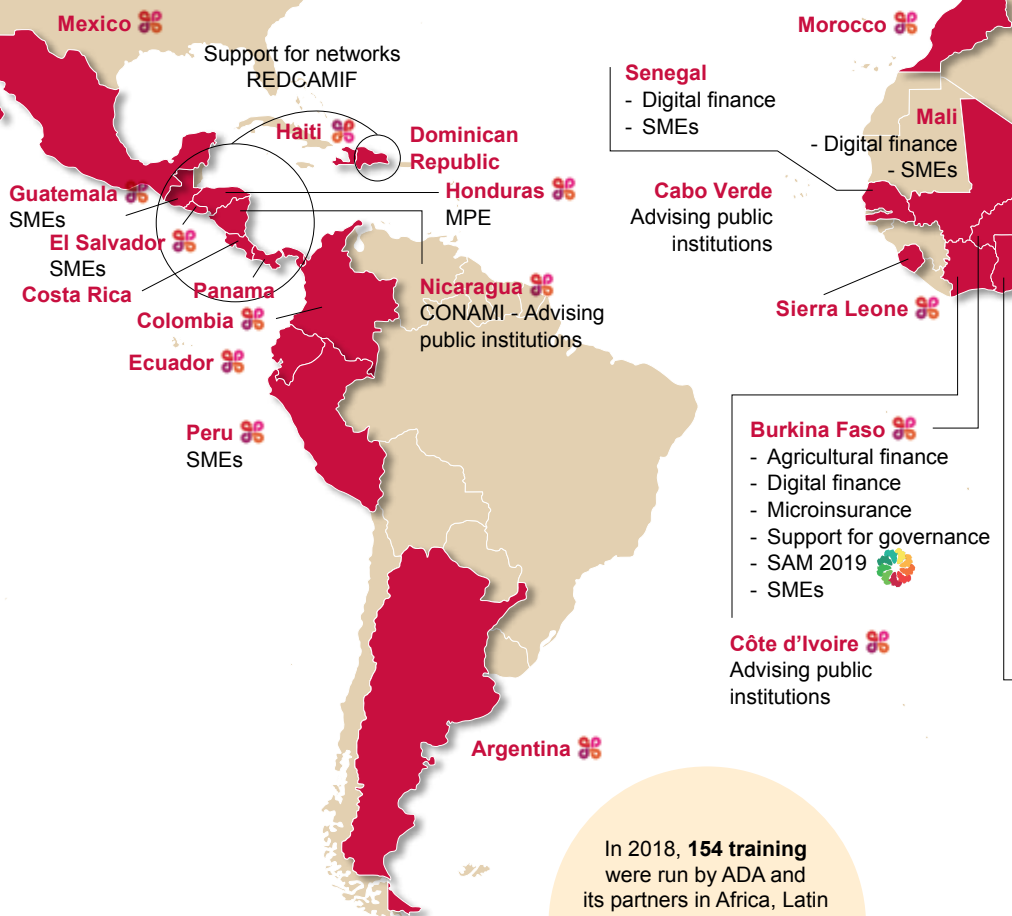 Mexico
Support for networks
REDCAMIF
Haiti
Dominican
Republic
Guatemala
SMEs
Honduras
MPE
El Salvador
SMEs
Costa Rica
Panama
Nicaragua
CONAMI - Advising
public institutions
Colombia
Ecuador
Peru
SMEs
Argentina
Morocco
Senegal
- Digital finance
- SMEs
Mali
- Digital finance
- SMEs
Cabo Verde
Advising public
institutions
Sierra Leone
Burkina Faso
- Agricultural finance
- Digital finance
- Microinsurance
- Support for governance
- SAM 2019
- SMEs
Côte d’Ivoire
Advising public
institutions
In 2018, 154 training
were run by ADA and
its partners in Africa, Latin